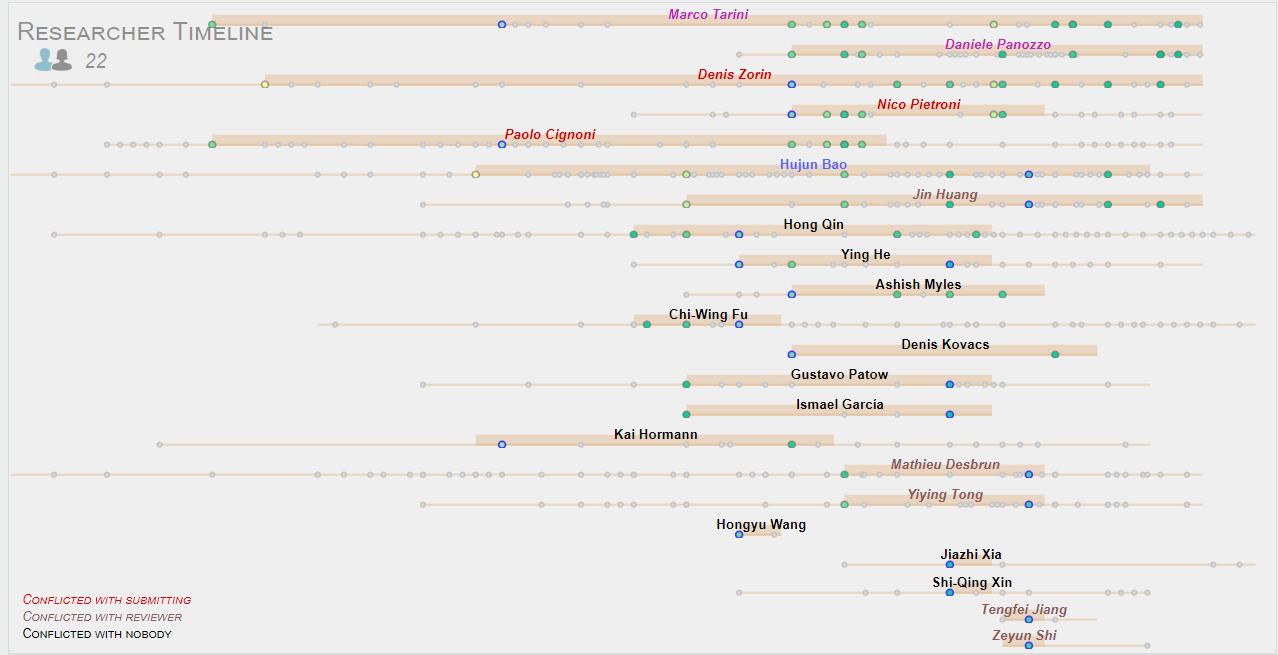 Marco Tarini
Researcher Timeline
22
Daniele Panozzo
Denis Zorin
Nico Pietroni
Paolo Cignoni
Hujun Bao
Jin Huang
Hong Qin
Ying He
Ashish Myles
Chi-Wing Fu
Denis Kovacs
Gustavo Patow
Ismael García
Kai Hormann
Mathieu Desbrun
Yiying Tong
Hongyu Wang
Jiazhi Xia
Shi-Qing Xin
Tengfei Jiang
Zeyun Shi
Conflicted with submitting
Conflicted with reviewer
Conflicted with nobody